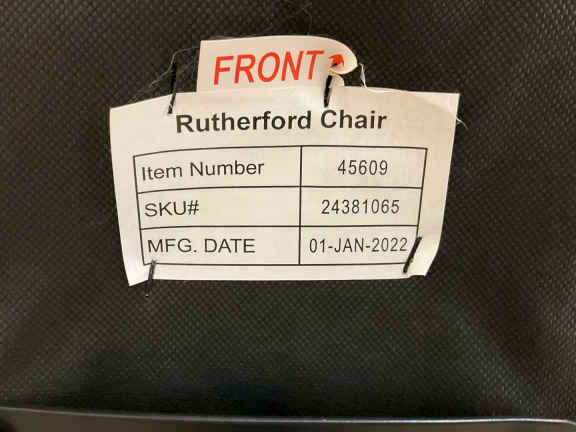 FRONT
Rutherford Chair
Item Number 45609
SKU# 24381065
MFG. DATE 01-JAN-2022